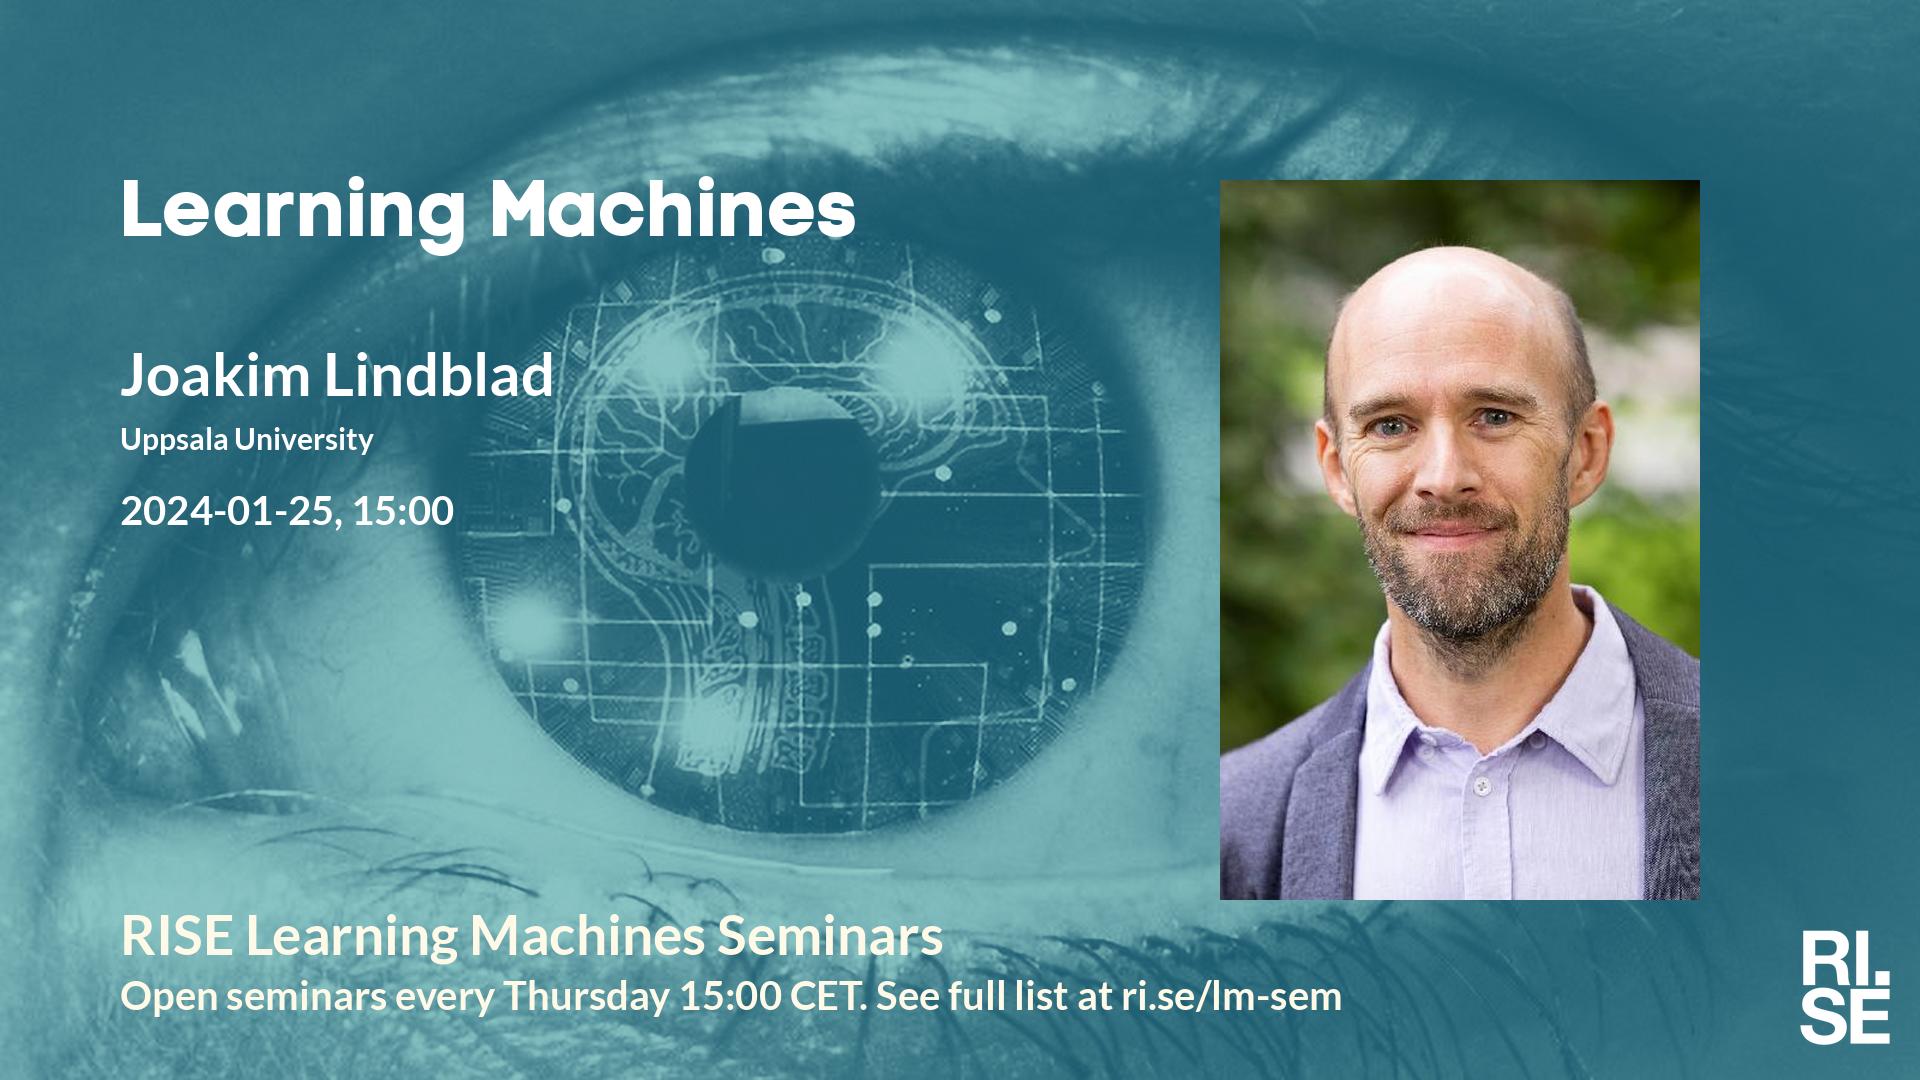 Learning Machines
Joakim Lindblad
Uppsala University
2024-01-25, 15:00
RISE Learning Machines Seminars
Open seminars every Thursday 15:00 CET. See full list at ri.se/lm-sem
RI.
SE